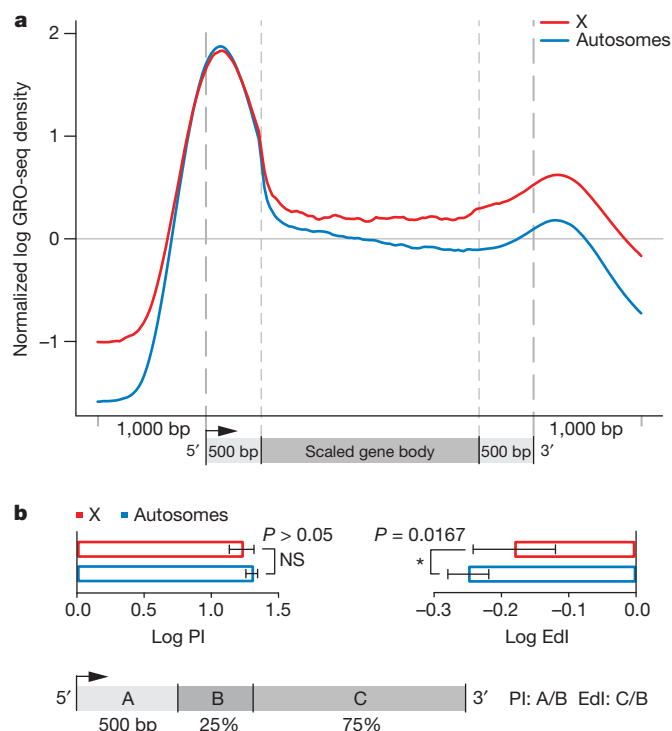 a
X
Autosomes
Normalized log GRO-seq density
2
1
0
−1
1,000 bp
5′
500 bp
Scaled gene body
500 bp
3′
1,000 bp
b
X
Autosomes
P > 0.05
NS
0.0 0.5 1.0 1.5
Log PI
P = 0.0167
*
−0.3 −0.2 −0.1 0.0
Log EdI
5′ A B C 3′
500 bp 25% 75%
PI: A/B EdI: C/B